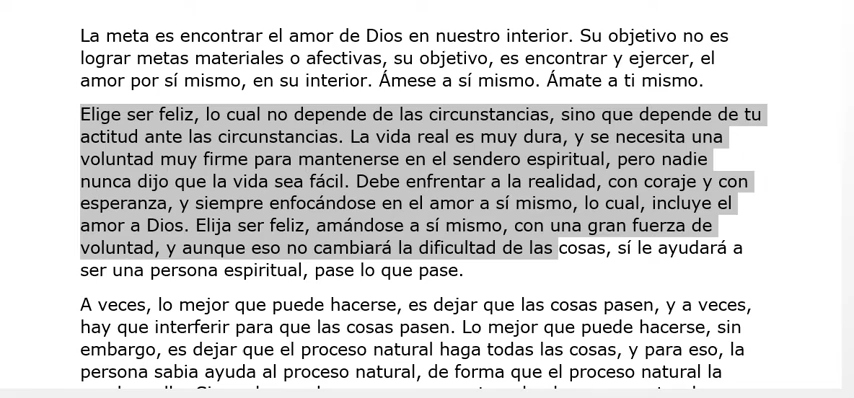 La meta es encontrar el amor de Dios en nuestro interior. Su objetivo no es
lograr metas materiales o afectivas, su objetivo, es encontrar y ejercer, el
amor por sí mismo, en su interior. Ámese a sí mismo. Ámate a ti mismo.
Elige ser feliz, lo cual no depende de las circunstancias, sino que depende de tu
actitud ante las circunstancias. La vida real es muy dura, y se necesita una
voluntad muy firme para mantenerse en el sendero espiritual, pero nadie
nunca dijo que la vida sea fácil. Debe enfrentar a la realidad, con coraje y con
esperanza, y siempre enfocándose en el amor a sí mismo, lo cual, incluye el
amor a Dios. Elija ser feliz, amándose a sí mismo, con una gran fuerza de
voluntad, y aunque eso no cambiará la dificultad de las cosas, sí le ayudará a
ser una persona espiritual, pase lo que pase.
A veces, lo mejor que puede hacerse, es dejar que las cosas pasen, y a veces,
hay que interferir para que las cosas pasen. Lo mejor que puede hacerse, sin
embargo, es dejar que el proceso natural haga todas las cosas, y para eso, la
persona sabia ayuda al proceso natural, de forma que el proceso natural la